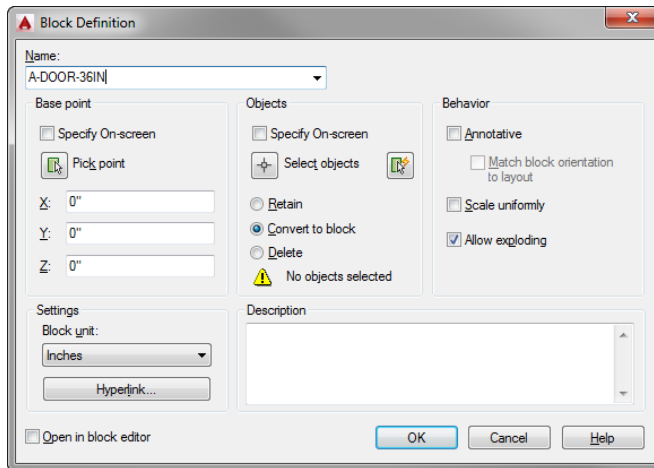 Block Definition
Name:
A-DOOR-36IN
Base point
Specify On-screen
Pick point
X: 0"
Y: 0"
Z: 0"
Objects
Specify On-screen
Select objects
Retain
Convert to block
Delete
No objects selected
Behavior
Annotative
Match block orientation
to layout
Scale uniformly
Allow exploding
Settings
Block unit:
Inches
Hyperlink...
Description
Open in block editor
OK Cancel Help